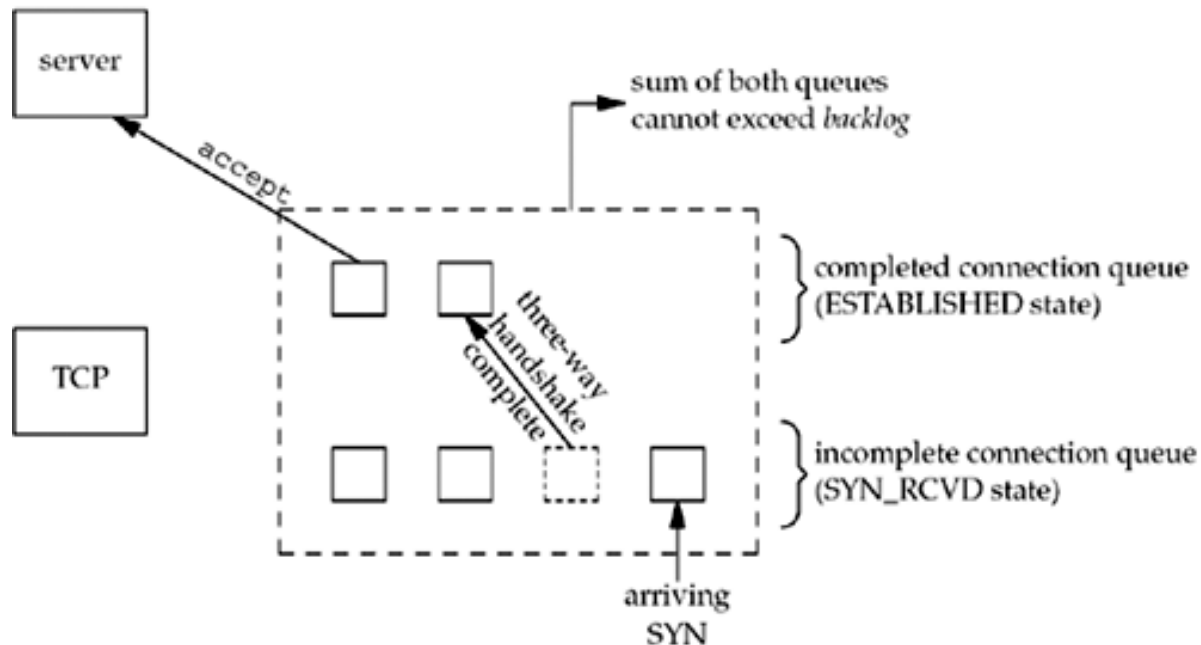 server
sum of both queues
cannot exceed backlog
accept
completed connection queue
(ESTABLISHED state)
three-way
handshake
complete
TCP
incomplete connection queue
(SYN_RCVD state)
arriving
SYN